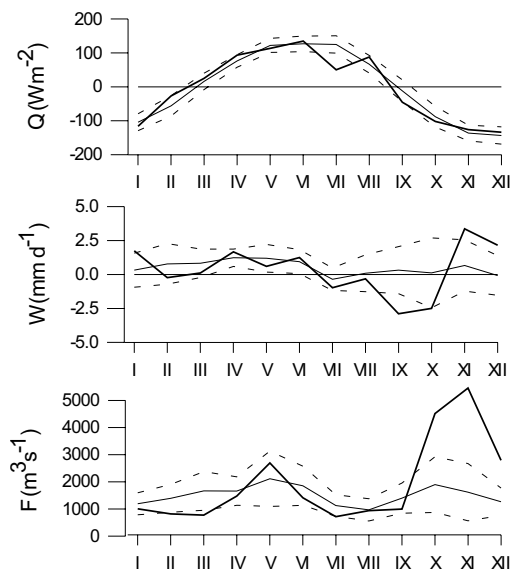 200
100
0
-100
-200
Q(Wm-2)
I II III IV V VI VII VIII IX X XI XII
5.0
2.5
0.0
-2.5
-5.0
W(mm d-1)
I II III IV V VI VII VIII IX X XI XII
5000
4000
3000
2000
1000
0
F(m3s-1)
I II III IV V VI VII VIII IX X XI XII